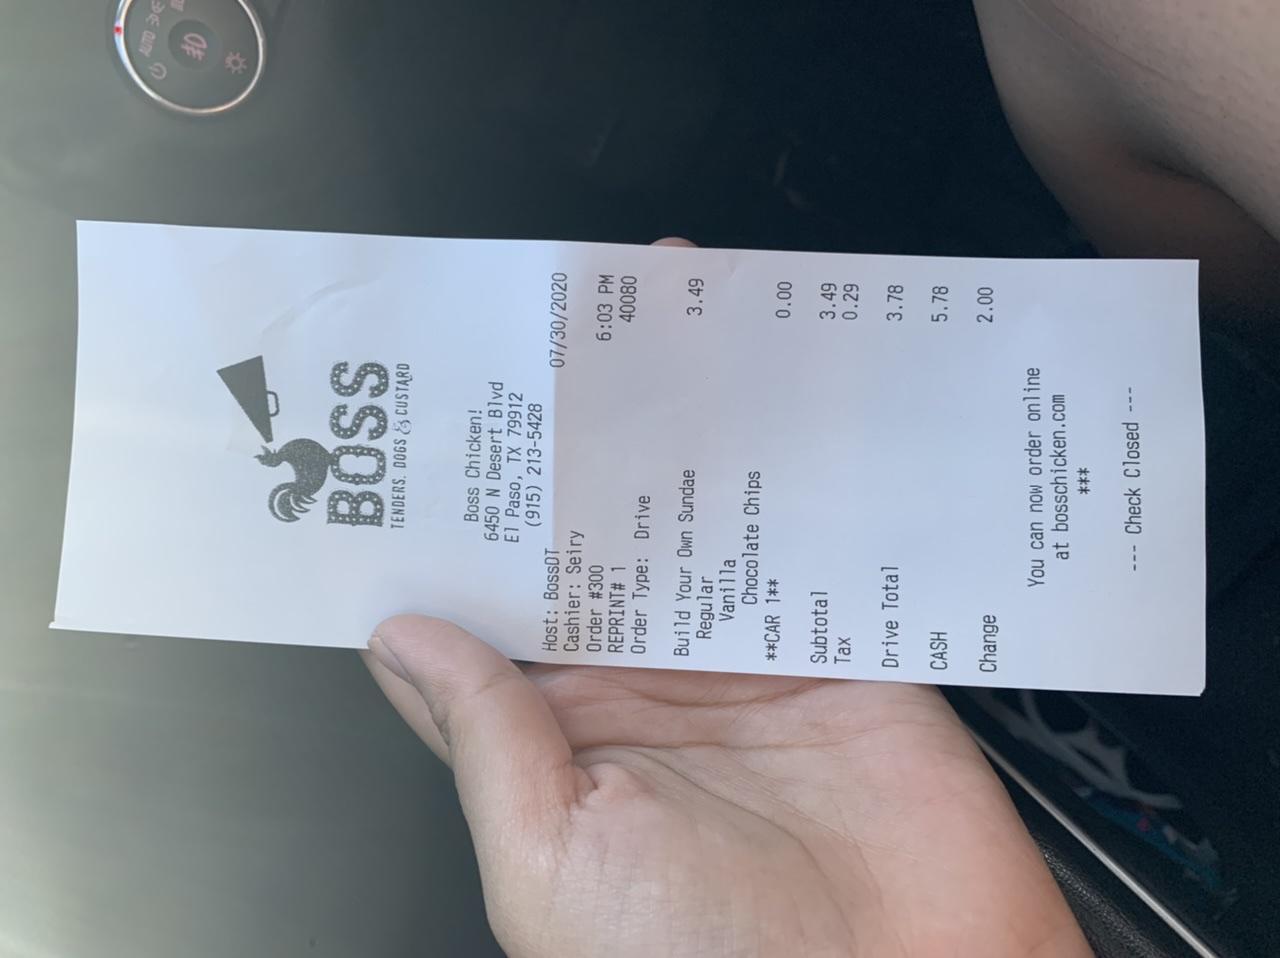 BOSS
TENDERS, DOGS & CUSTARD
Boss Chicken!
6450 N Desert Blvd
El Paso, TX 79912
(915) 213-5428
Host: BossDT 07/30/2020
Cashier: Seiry
Order #300 6:03 PM
REPRINT# 1 40080
Order Type: Drive
Build Your Own Sundae 3.49
Regular
Vanilla
Chocolate Chips
**CAR 1** 0.00
Subtotal 3.49
Tax 0.29
Drive Total 3.78
CASH 5.78
Change 2.00
You can now order online
at bosschicken.com
***
--- Check Closed ---
AUTO